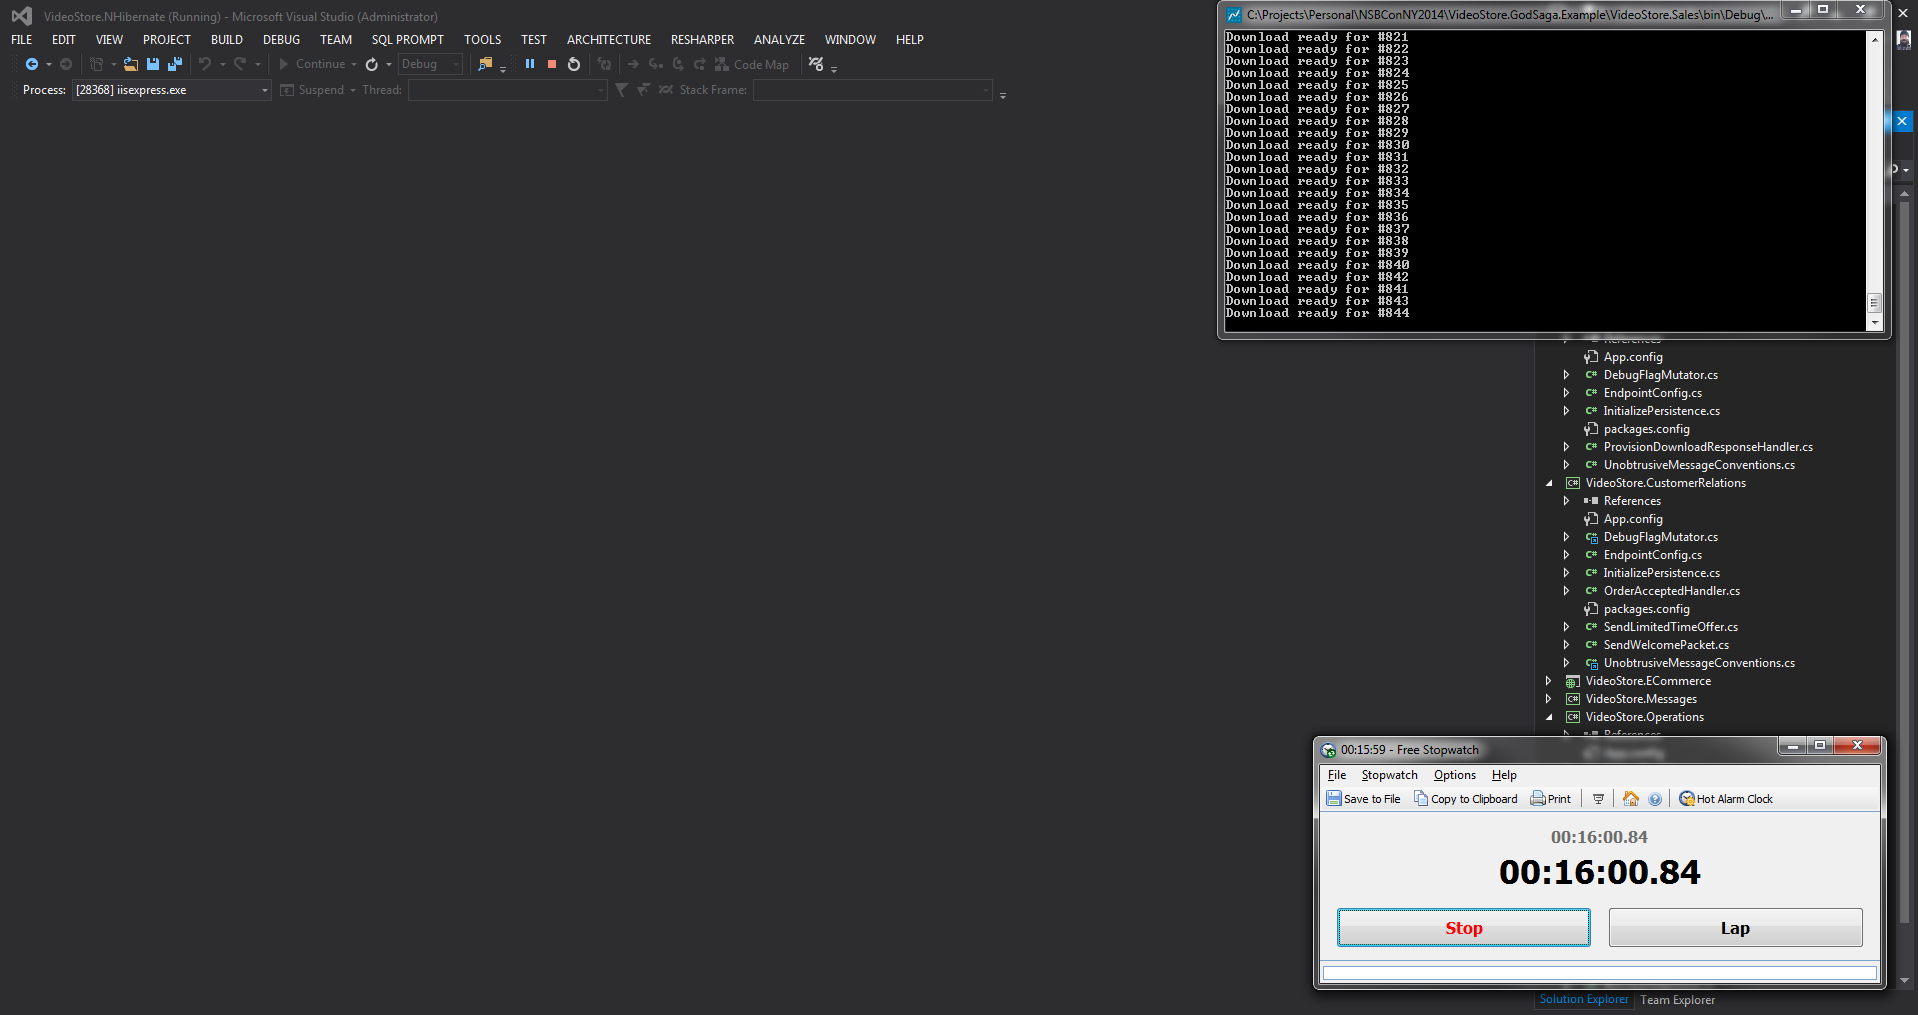 VideoStore.NHibernate (Running) - Microsoft Visual Studio (Administrator)
FILE EDIT VIEW PROJECT BUILD DEBUG TEAM SQL PROMPT TOOLS TEST ARCHITECTURE RESHARPER ANALYZE WINDOW HELP
Continue Debug Code Map
Process: [28368] iisexpress.exe Suspend Thread: Stack Frame:
C:\Projects\Personal\NSBConNY2014\VideoStore.GodSaga.Example\VideoStore.Sales\bin\Debug\...
Download ready for #821
Download ready for #822
Download ready for #823
Download ready for #824
Download ready for #825
Download ready for #826
Download ready for #827
Download ready for #828
Download ready for #829
Download ready for #830
Download ready for #831
Download ready for #832
Download ready for #833
Download ready for #834
Download ready for #835
Download ready for #836
Download ready for #837
Download ready for #838
Download ready for #839
Download ready for #840
Download ready for #842
Download ready for #841
Download ready for #843
Download ready for #844
References
App.config
DebugFlagMutator.cs
EndpointConfig.cs
InitializePersistence.cs
packages.config
ProvisionDownloadResponseHandler.cs
UnobtrusiveMessageConventions.cs
VideoStore.CustomerRelations
References
App.config
DebugFlagMutator.cs
EndpointConfig.cs
InitializePersistence.cs
OrderAcceptedHandler.cs
packages.config
SendLimitedTimeOffer.cs
SendWelcomePacket.cs
UnobtrusiveMessageConventions.cs
VideoStore.ECommerce
VideoStore.Messages
VideoStore.Operations
References
App.config
00:15:59 - Free Stopwatch
File Stopwatch Options Help
Save to File Copy to Clipboard Print Hot Alarm Clock
00:16:00.84
00:16:00.84
Stop Lap
Solution Explorer Team Explorer